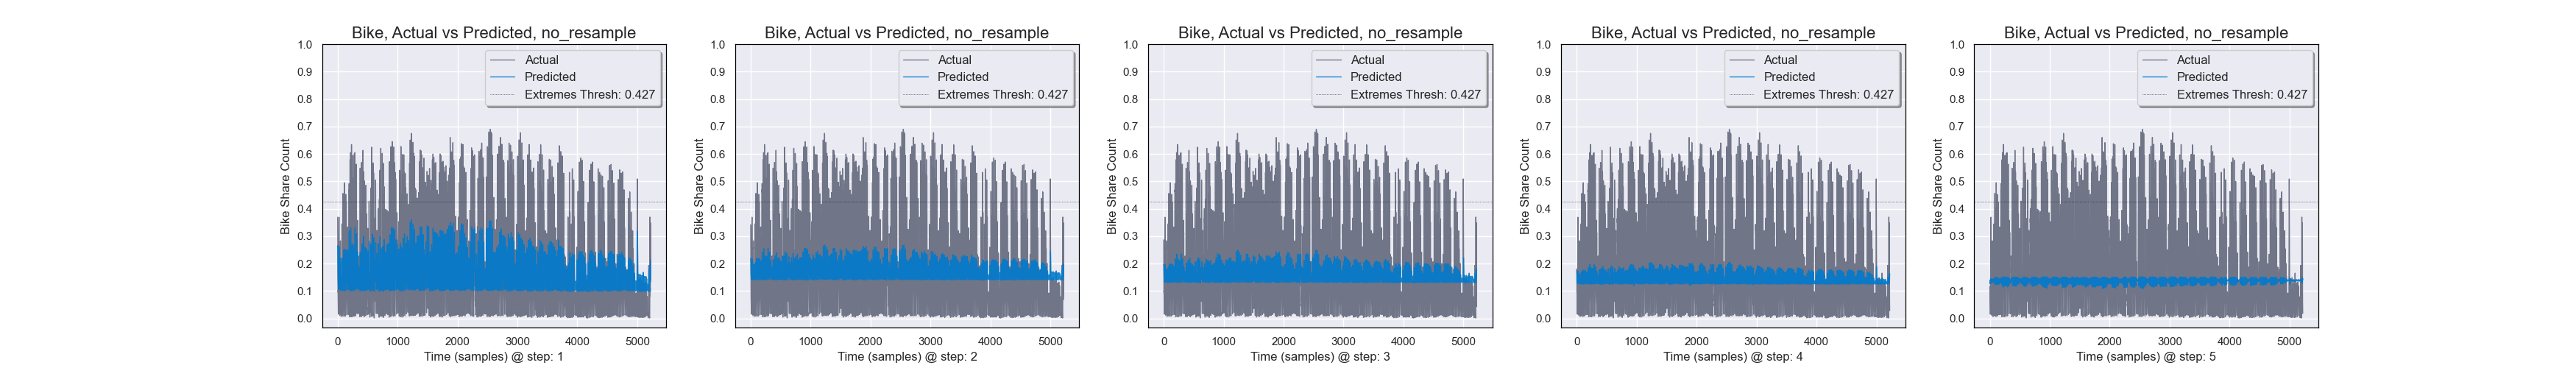 Bike, Actual vs Predicted, no_resample
Actual
Predicted
Extremes Thresh: 0.427
Bike Share Count
1.0
0.9
0.8
0.7
0.6
0.5
0.4
0.3
0.2
0.1
0.0
0 1000 2000 3000 4000 5000
Time (samples) @ step: 1
Bike, Actual vs Predicted, no_resample
Actual
Predicted
Extremes Thresh: 0.427
Bike Share Count
1.0
0.9
0.8
0.7
0.6
0.5
0.4
0.3
0.2
0.1
0.0
0 1000 2000 3000 4000 5000
Time (samples) @ step: 2
Bike, Actual vs Predicted, no_resample
Actual
Predicted
Extremes Thresh: 0.427
Bike Share Count
1.0
0.9
0.8
0.7
0.6
0.5
0.4
0.3
0.2
0.1
0.0
0 1000 2000 3000 4000 5000
Time (samples) @ step: 3
Bike, Actual vs Predicted, no_resample
Actual
Predicted
Extremes Thresh: 0.427
Bike Share Count
1.0
0.9
0.8
0.7
0.6
0.5
0.4
0.3
0.2
0.1
0.0
0 1000 2000 3000 4000 5000
Time (samples) @ step: 4
Bike, Actual vs Predicted, no_resample
Actual
Predicted
Extremes Thresh: 0.427
Bike Share Count
1.0
0.9
0.8
0.7
0.6
0.5
0.4
0.3
0.2
0.1
0.0
0 1000 2000 3000 4000 5000
Time (samples) @ step: 5